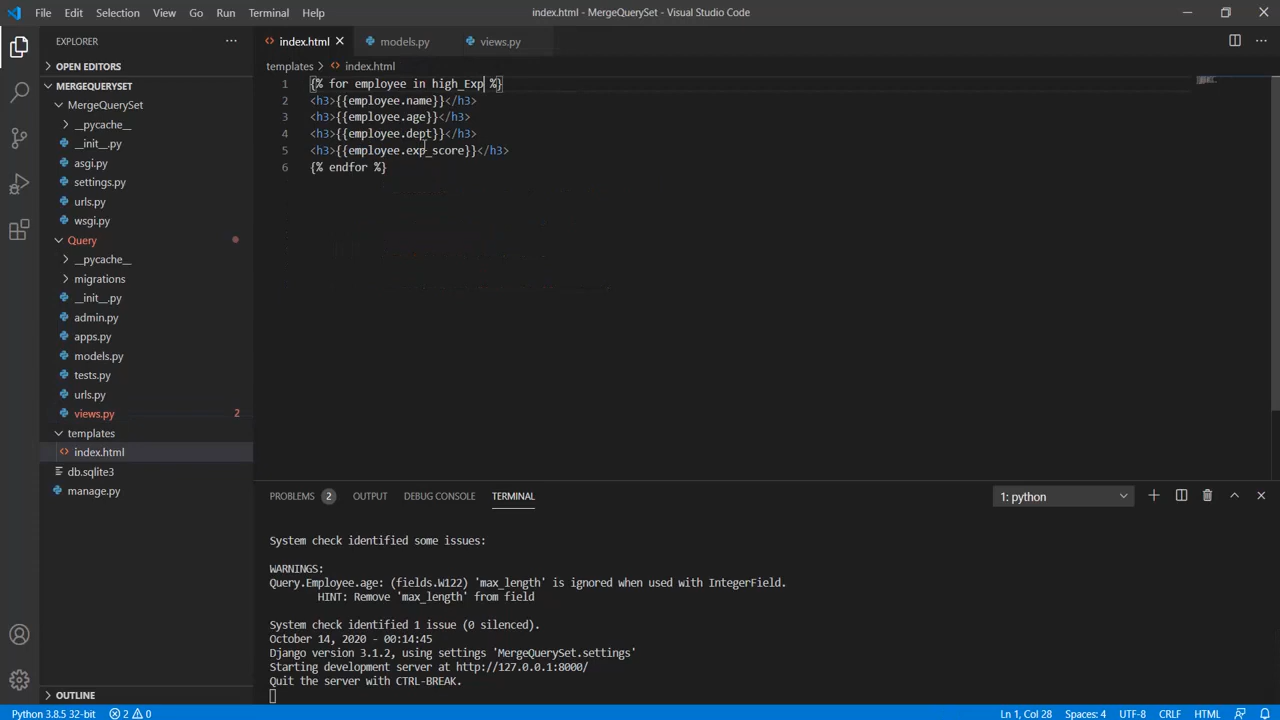 File Edit Selection View Go Run Terminal Help index.html - MergeQuerySet - Visual Studio Code
EXPLORER
index.html models.py views.py
OPEN EDITORS
templates > index.html
MERGEQUERYSET
MergeQuerySet
__pycache__
__init__.py
asgi.py
settings.py
urls.py
wsgi.py
Query
__pycache__
migrations
__init__.py
admin.py
apps.py
models.py
tests.py
urls.py
views.py 2
templates
index.html
db.sqlite3
manage.py
OUTLINE
1 {% for employee in high_Exp %}
2 <h3>{{employee.name}}</h3>
3 <h3>{{employee.age}}</h3>
4 <h3>{{employee.dept}}</h3>
5 <h3>{{employee.exp_score}}</h3>
6 {% endfor %}
PROBLEMS 2 OUTPUT DEBUG CONSOLE TERMINAL 1: python
System check identified some issues:
WARNINGS:
Query.Employee.age: (fields.W122) 'max_length' is ignored when used with IntegerField.
HINT: Remove 'max_length' from field
System check identified 1 issue (0 silenced).
October 14, 2020 - 00:14:45
Django version 3.1.2, using settings 'MergeQuerySet.settings'
Starting development server at http://127.0.0.1:8000/
Quit the server with CTRL-BREAK.
Python 3.8.5 32-bit 2 0 Ln 1, Col 28 Spaces: 4 UTF-8 CRLF HTML